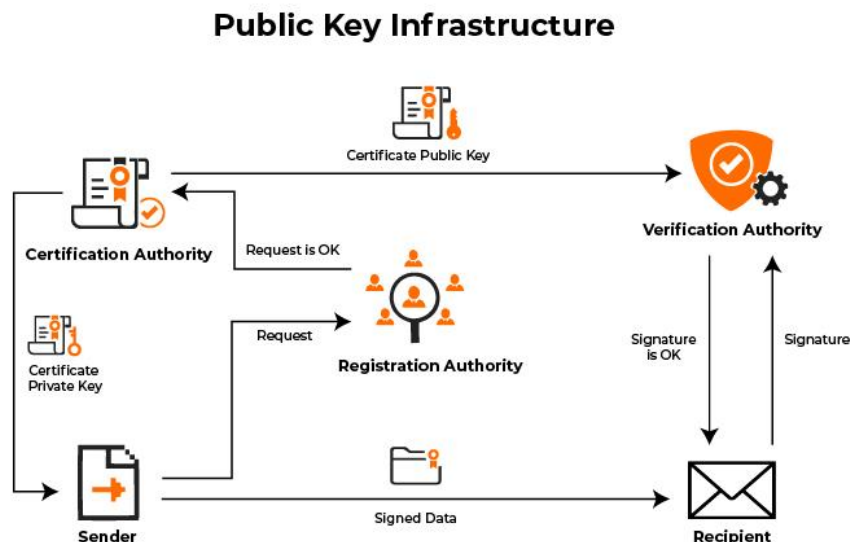 Public Key Infrastructure
Certificate Public Key
Certification Authority
Verification Authority
Request is OK
Request
Registration Authority
Certificate
Private Key
Signature
is OK
Signature
Signed Data
Sender
Recipient